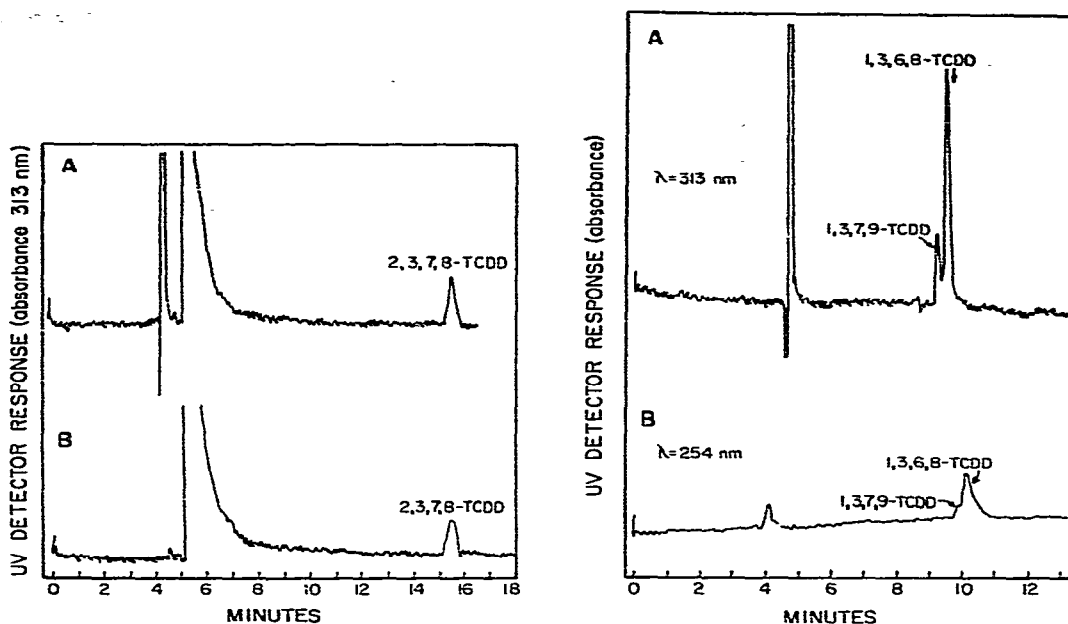 UV DETECTOR RESPONSE (absorbance 313 nm)
A
2,3,7,8-TCDD
B
2,3,7,8-TCDD
0 2 4 6 8 10 12 14 16 18
MINUTES
UV DETECTOR RESPONSE (absorbance)
A
1,3,6,8-TCDD
λ=313 nm
1,3,7,9-TCDD
B
λ=254 nm
1,3,6,8-TCDD
1,3,7,9-TCDD
0 2 4 6 8 10 12
MINUTES